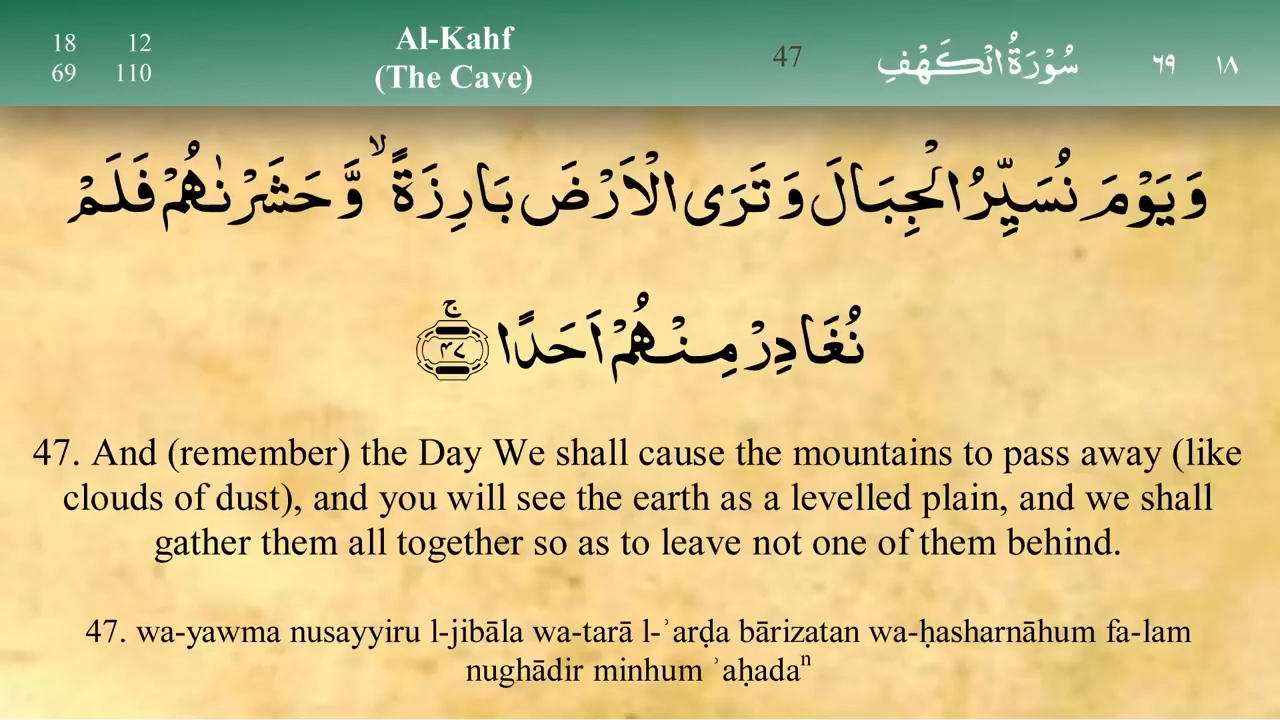 18 12
69 110
Al-Kahf
(The Cave)
47
سُوْرَةُ الْكَهْفِ
٦٩ ١٨
وَيَوْمَ نُسَيِّرُ الْجِبَالَ وَتَرَى الْاَرْضَ بَارِزَةًۙ وَّحَشَرْنٰهُمْ فَلَمْ
نُغَادِرْ مِنْهُمْ اَحَدًاۚ ۴۷
47. And (remember) the Day We shall cause the mountains to pass away (like
clouds of dust), and you will see the earth as a levelled plain, and we shall
gather them all together so as to leave not one of them behind.
47. wa-yawma nusayyiru l-jibāla wa-tarā l-ʾarḍa bārizatan wa-ḥasharnāhum fa-lam
nughādir minhum ʾaḥadaⁿ